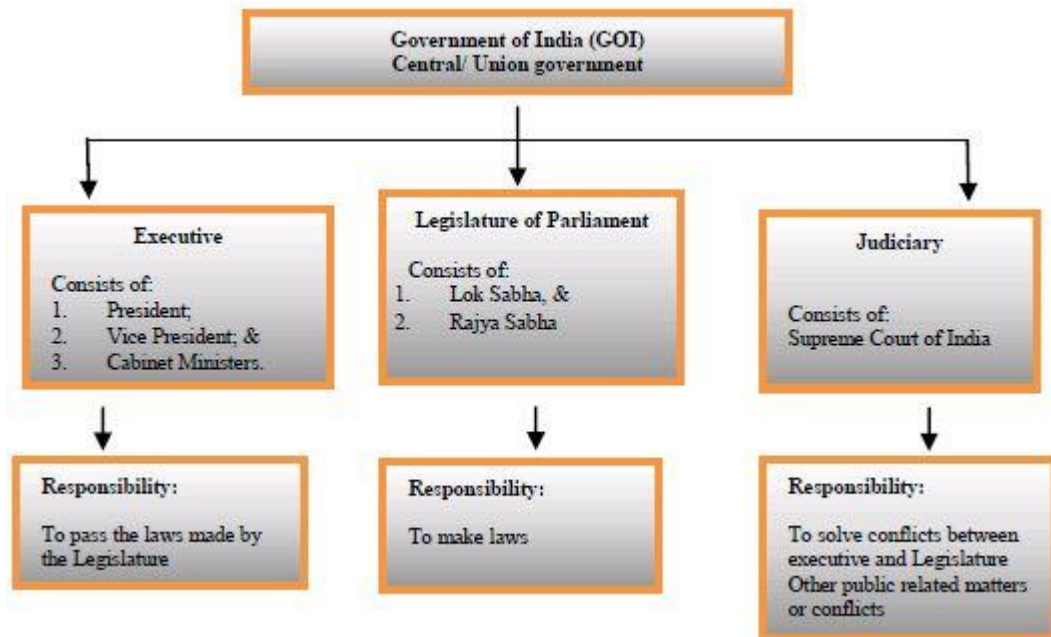 Government of India (GOI)
Central/ Union government
Executive
Consists of:
1. President;
2. Vice President; &
3. Cabinet Ministers.
Legislature of Parliament
Consists of:
1. Lok Sabha, &
2. Rajya Sabha
Judiciary
Consists of:
Supreme Court of India
Responsibility:
To pass the laws made by
the Legislature
Responsibility:
To make laws
Responsibility:
To solve conflicts between
executive and Legislature
Other public related matters
or conflicts